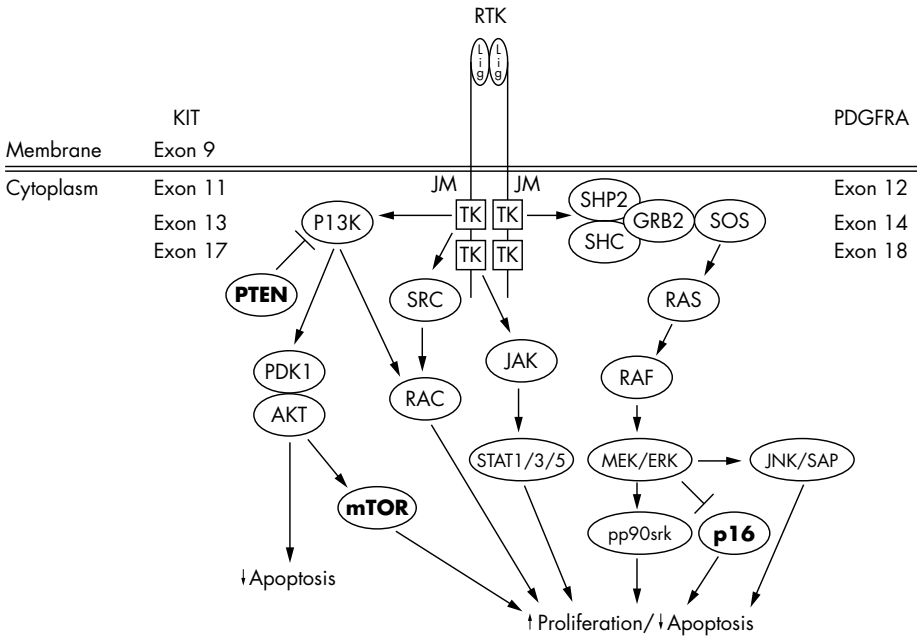 RTK
Lig Lig
KIT PDGFRA
Membrane Exon 9
Cytoplasm Exon 11 JM JM Exon 12
Exon 13 P13K TK TK SHP2 GRB2 SOS Exon 14
SHC
Exon 17 TK TK Exon 18
PTEN SRC RAS
PDK1 JAK RAF
AKT RAC
STAT1/3/5 MEK/ERK JNK/SAP
mTOR pp90srk p16
↓Apoptosis
↑Proliferation/↓Apoptosis